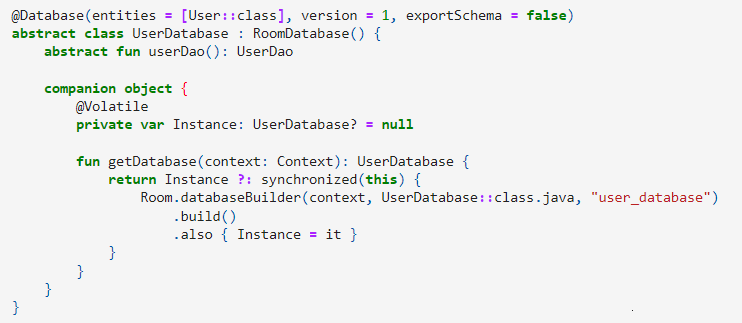 @Database(entities = [User::class], version = 1, exportSchema = false)
abstract class UserDatabase : RoomDatabase() {
    abstract fun userDao(): UserDao

    companion object {
        @Volatile
        private var Instance: UserDatabase? = null

        fun getDatabase(context: Context): UserDatabase {
            return Instance ?: synchronized(this) {
                Room.databaseBuilder(context, UserDatabase::class.java, "user_database")
                    .build()
                    .also { Instance = it }
            }
        }
    }
}